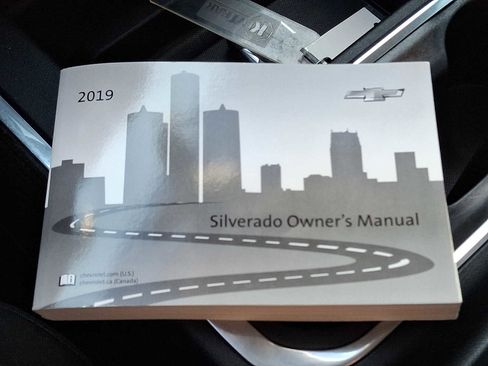 2019
Silverado Owner's Manual
chevrolet.com (U.S.)
chevrolet.ca (Canada)